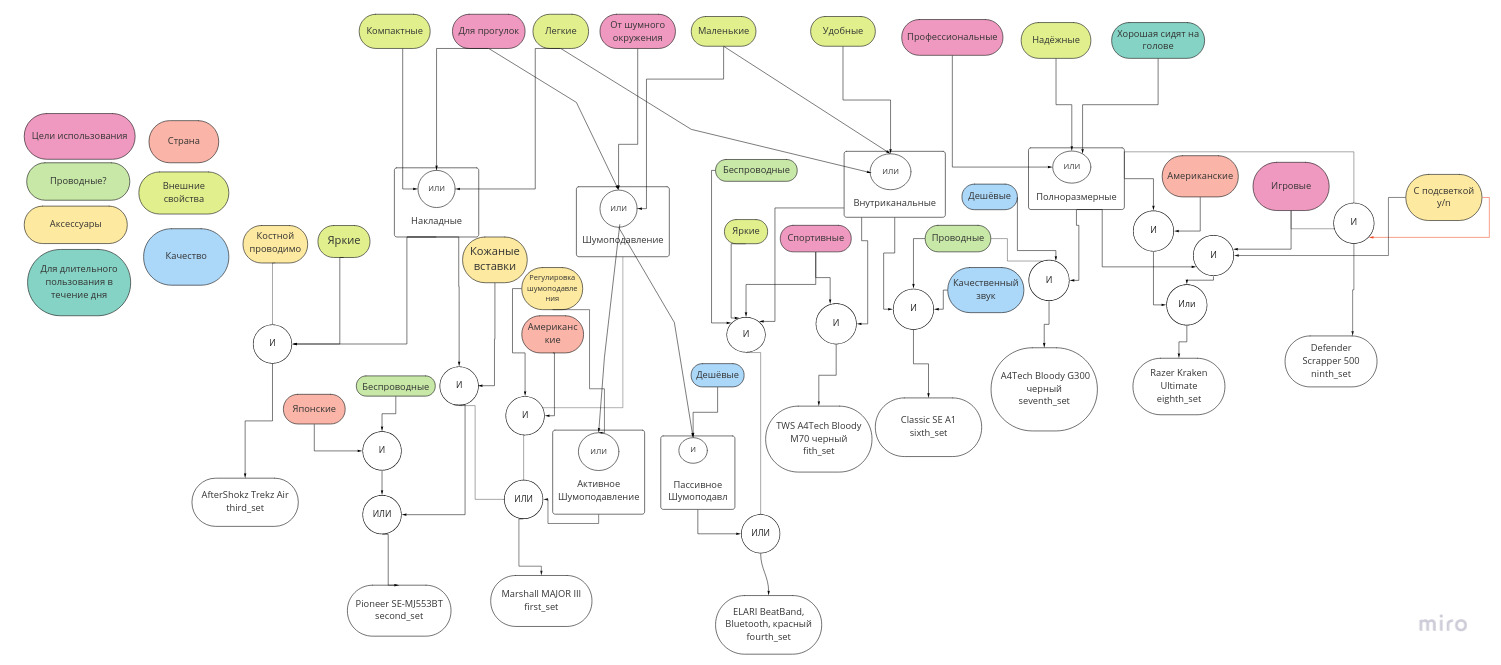 Компактные
Для прогулок
Легкие
От шумного
окружения
Маленькие
Удобные
Профессиональные
Надёжные
Хорошая сидят на
голове
Цели использования
Страна
Проводные?
Внешние
свойства
Аксессуары
Качество
Для длительного
пользования в
течение дня
или
Накладные
или
Шумоподавление
или
Внутриканальные
или
Полноразмерные
Беспроводные
Дешёвые
Американские
Игровые
С подсветкой
у/п
Костной
проводимо
Яркие
Кожаные
вставки
Регулировка
шумоподавле
ния
Американс
кие
Яркие
Спортивные
Проводные
Качественный
звук
И
И
И
И
И
И
И
Или
И
И
И
Беспроводные
Японские
Дешёвые
И
ИЛИ
ИЛИ
или
Активное
Шумоподавление
и
Пассивное
Шумоподавл
ИЛИ
AfterShokz Trekz Air
third_set
Pioneer SE-MJ553BT
second_set
Marshall MAJOR III
first_set
ELARI BeatBand,
Bluetooth, красный
fourth_set
TWS A4Tech Bloody
M70 черный
fith_set
Classic SE A1
sixth_set
A4Tech Bloody G300
черный
seventh_set
Razer Kraken
Ultimate
eighth_set
Defender
Scrapper 500
ninth_set
miro